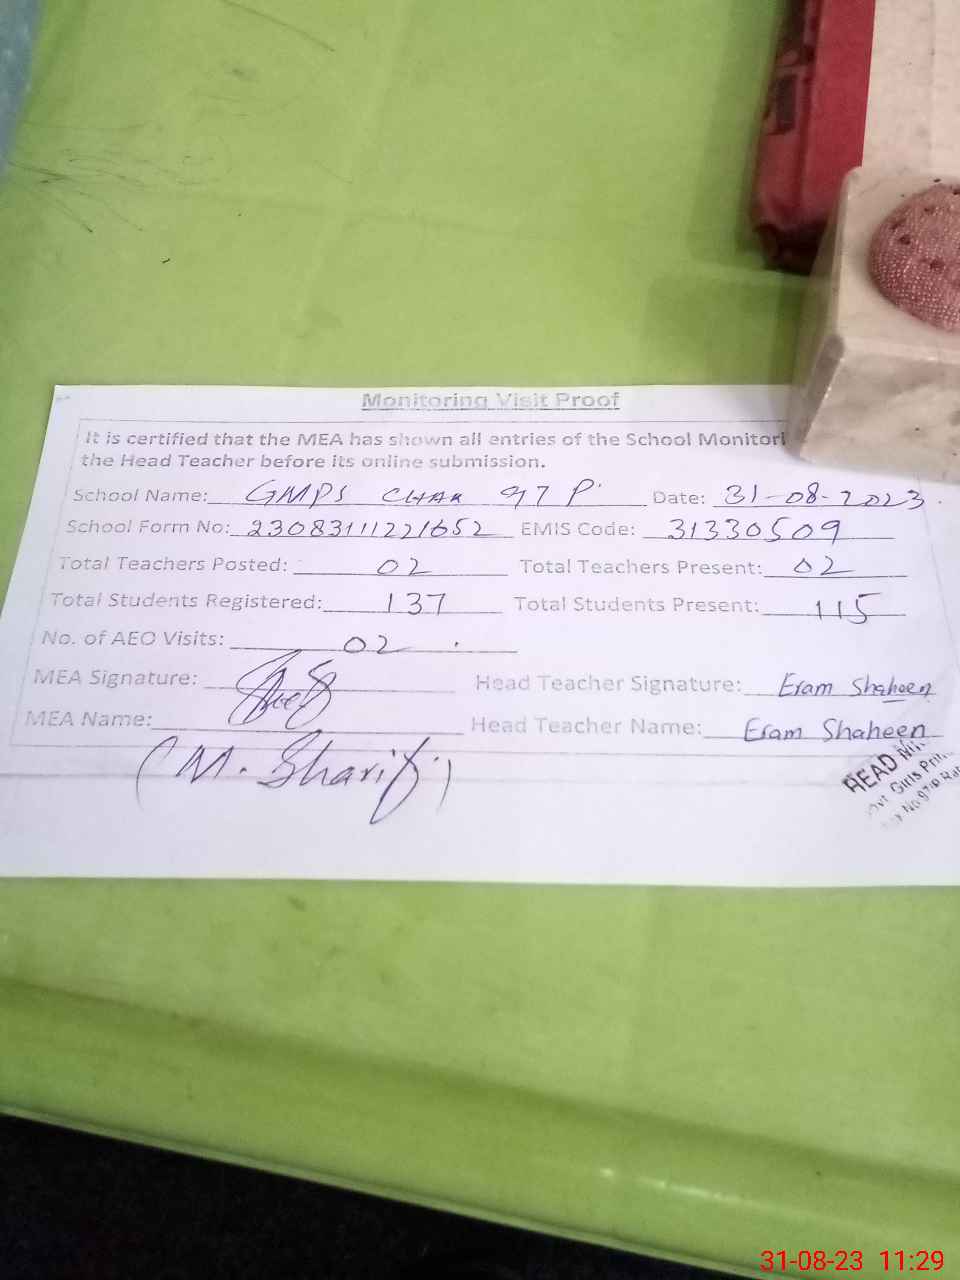 Monitoring Visit Proof
It is certified that the MEA has shown all entries of the School Monitori
the Head Teacher before its online submission.
School Name: GMPS CHAK 97 P. Date: 31-08-2023.
School Form No: 23083111221652 EMIS Code: 31330509
Total Teachers Posted: 02 Total Teachers Present: 02
Total Students Registered: 137 Total Students Present: 115
No. of AEO Visits: 02
MEA Signature: Head Teacher Signature: Eram Shaheen
MEA Name: Head Teacher Name: Eram Shaheen
(M. Sharif)
HEAD
Girls
31-08-23 11:29